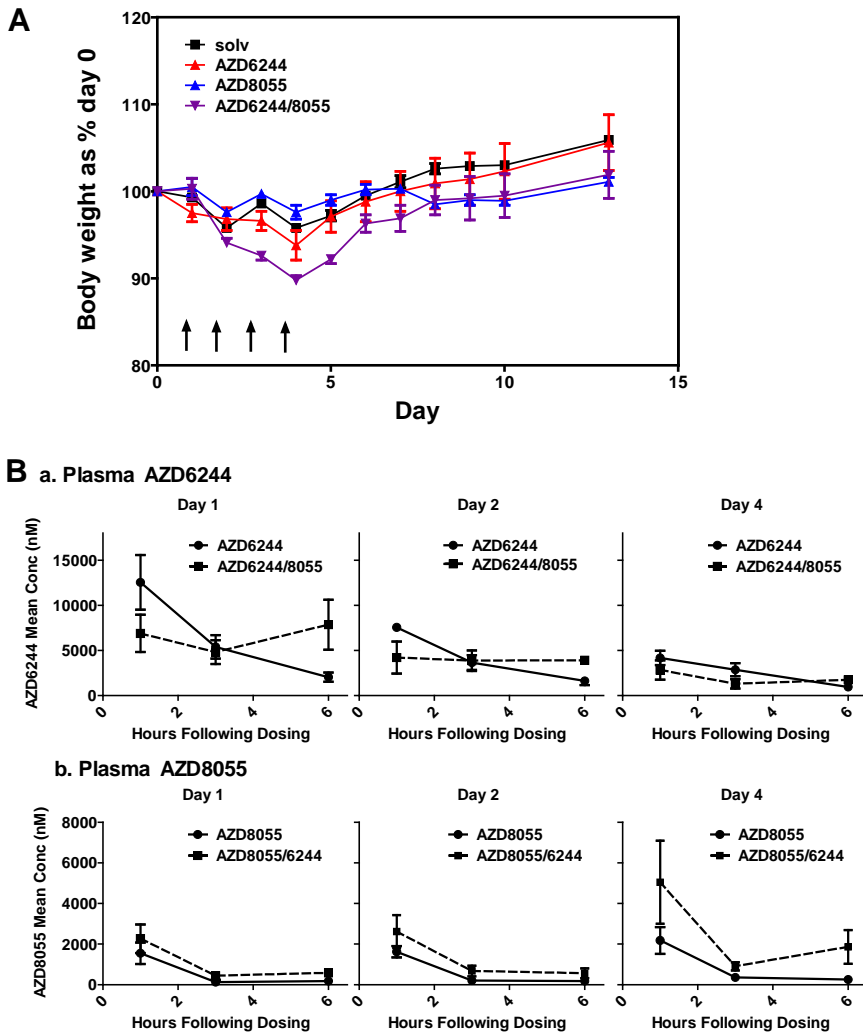 A
120
110
100
90
80
Body weight as % day 0
solv
AZD6244
AZD8055
AZD6244/8055
0
5
10
15
Day
B a. Plasma AZD6244
Day 1
Day 2
Day 4
AZD6244 Mean Conc (nM)
15000
10000
5000
0
AZD6244
AZD6244/8055
AZD6244
AZD6244/8055
AZD6244
AZD6244/8055
0 2 4 6
0 2 4 6
0 2 4 6
Hours Following Dosing
Hours Following Dosing
Hours Following Dosing
b. Plasma AZD8055
Day 1
Day 2
Day 4
AZD8055 Mean Conc (nM)
8000
6000
4000
2000
0
AZD8055
AZD8055/6244
AZD8055
AZD8055/6244
AZD8055
AZD8055/6244
0 2 4 6
0 2 4 6
0 2 4 6
Hours Following Dosing
Hours Following Dosing
Hours Following Dosing